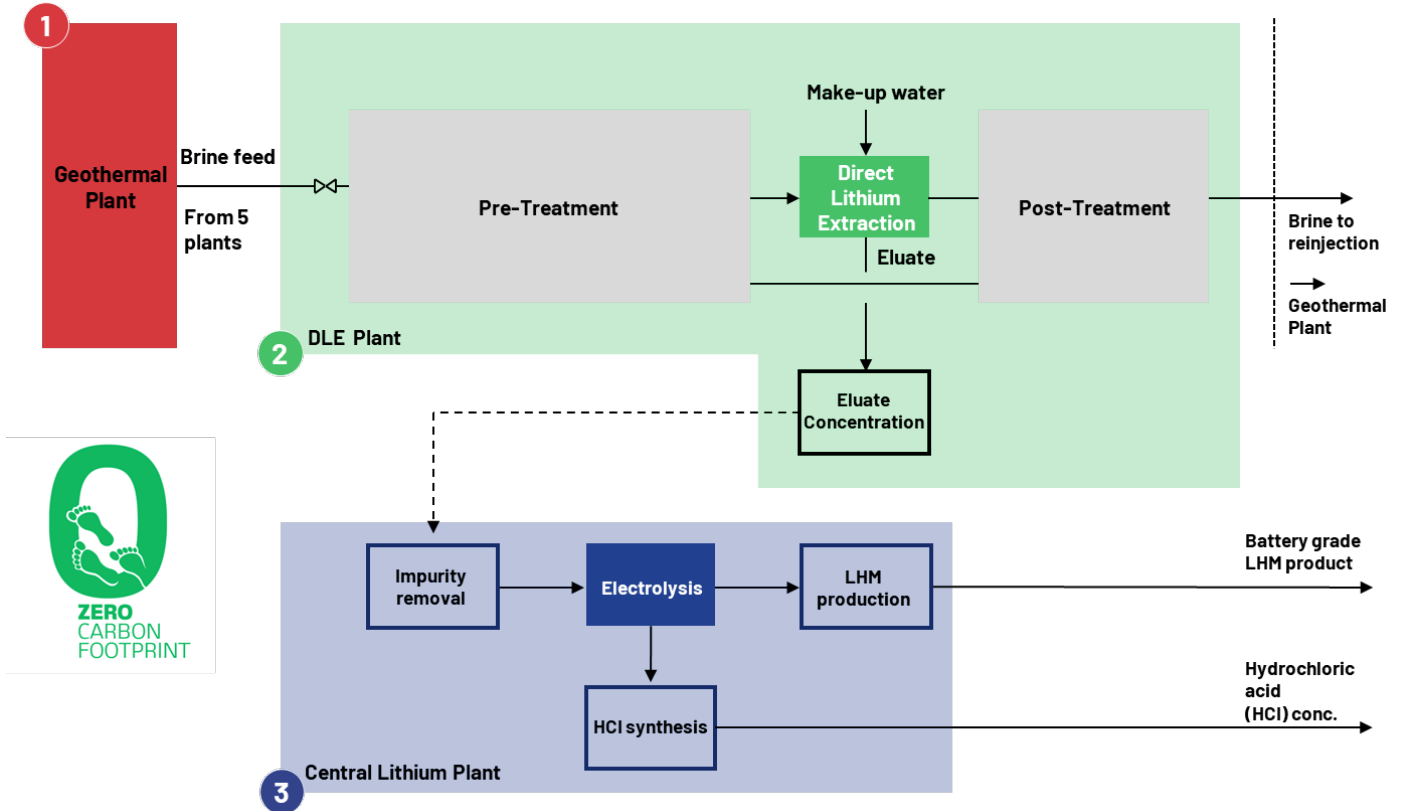 1
Geothermal
Plant
Brine feed
From 5
plants
Pre-Treatment
Make-up water
Direct
Lithium
Extraction
Eluate
Post-Treatment
Brine to
reinjection
Geothermal
Plant
2
DLE Plant
Eluate
Concentration
ZERO
CARBON
FOOTPRINT
Impurity
removal
Electrolysis
LHM
production
Battery grade
LHM product
HCl synthesis
Hydrochloric
acid
(HCl) conc.
3
Central Lithium Plant